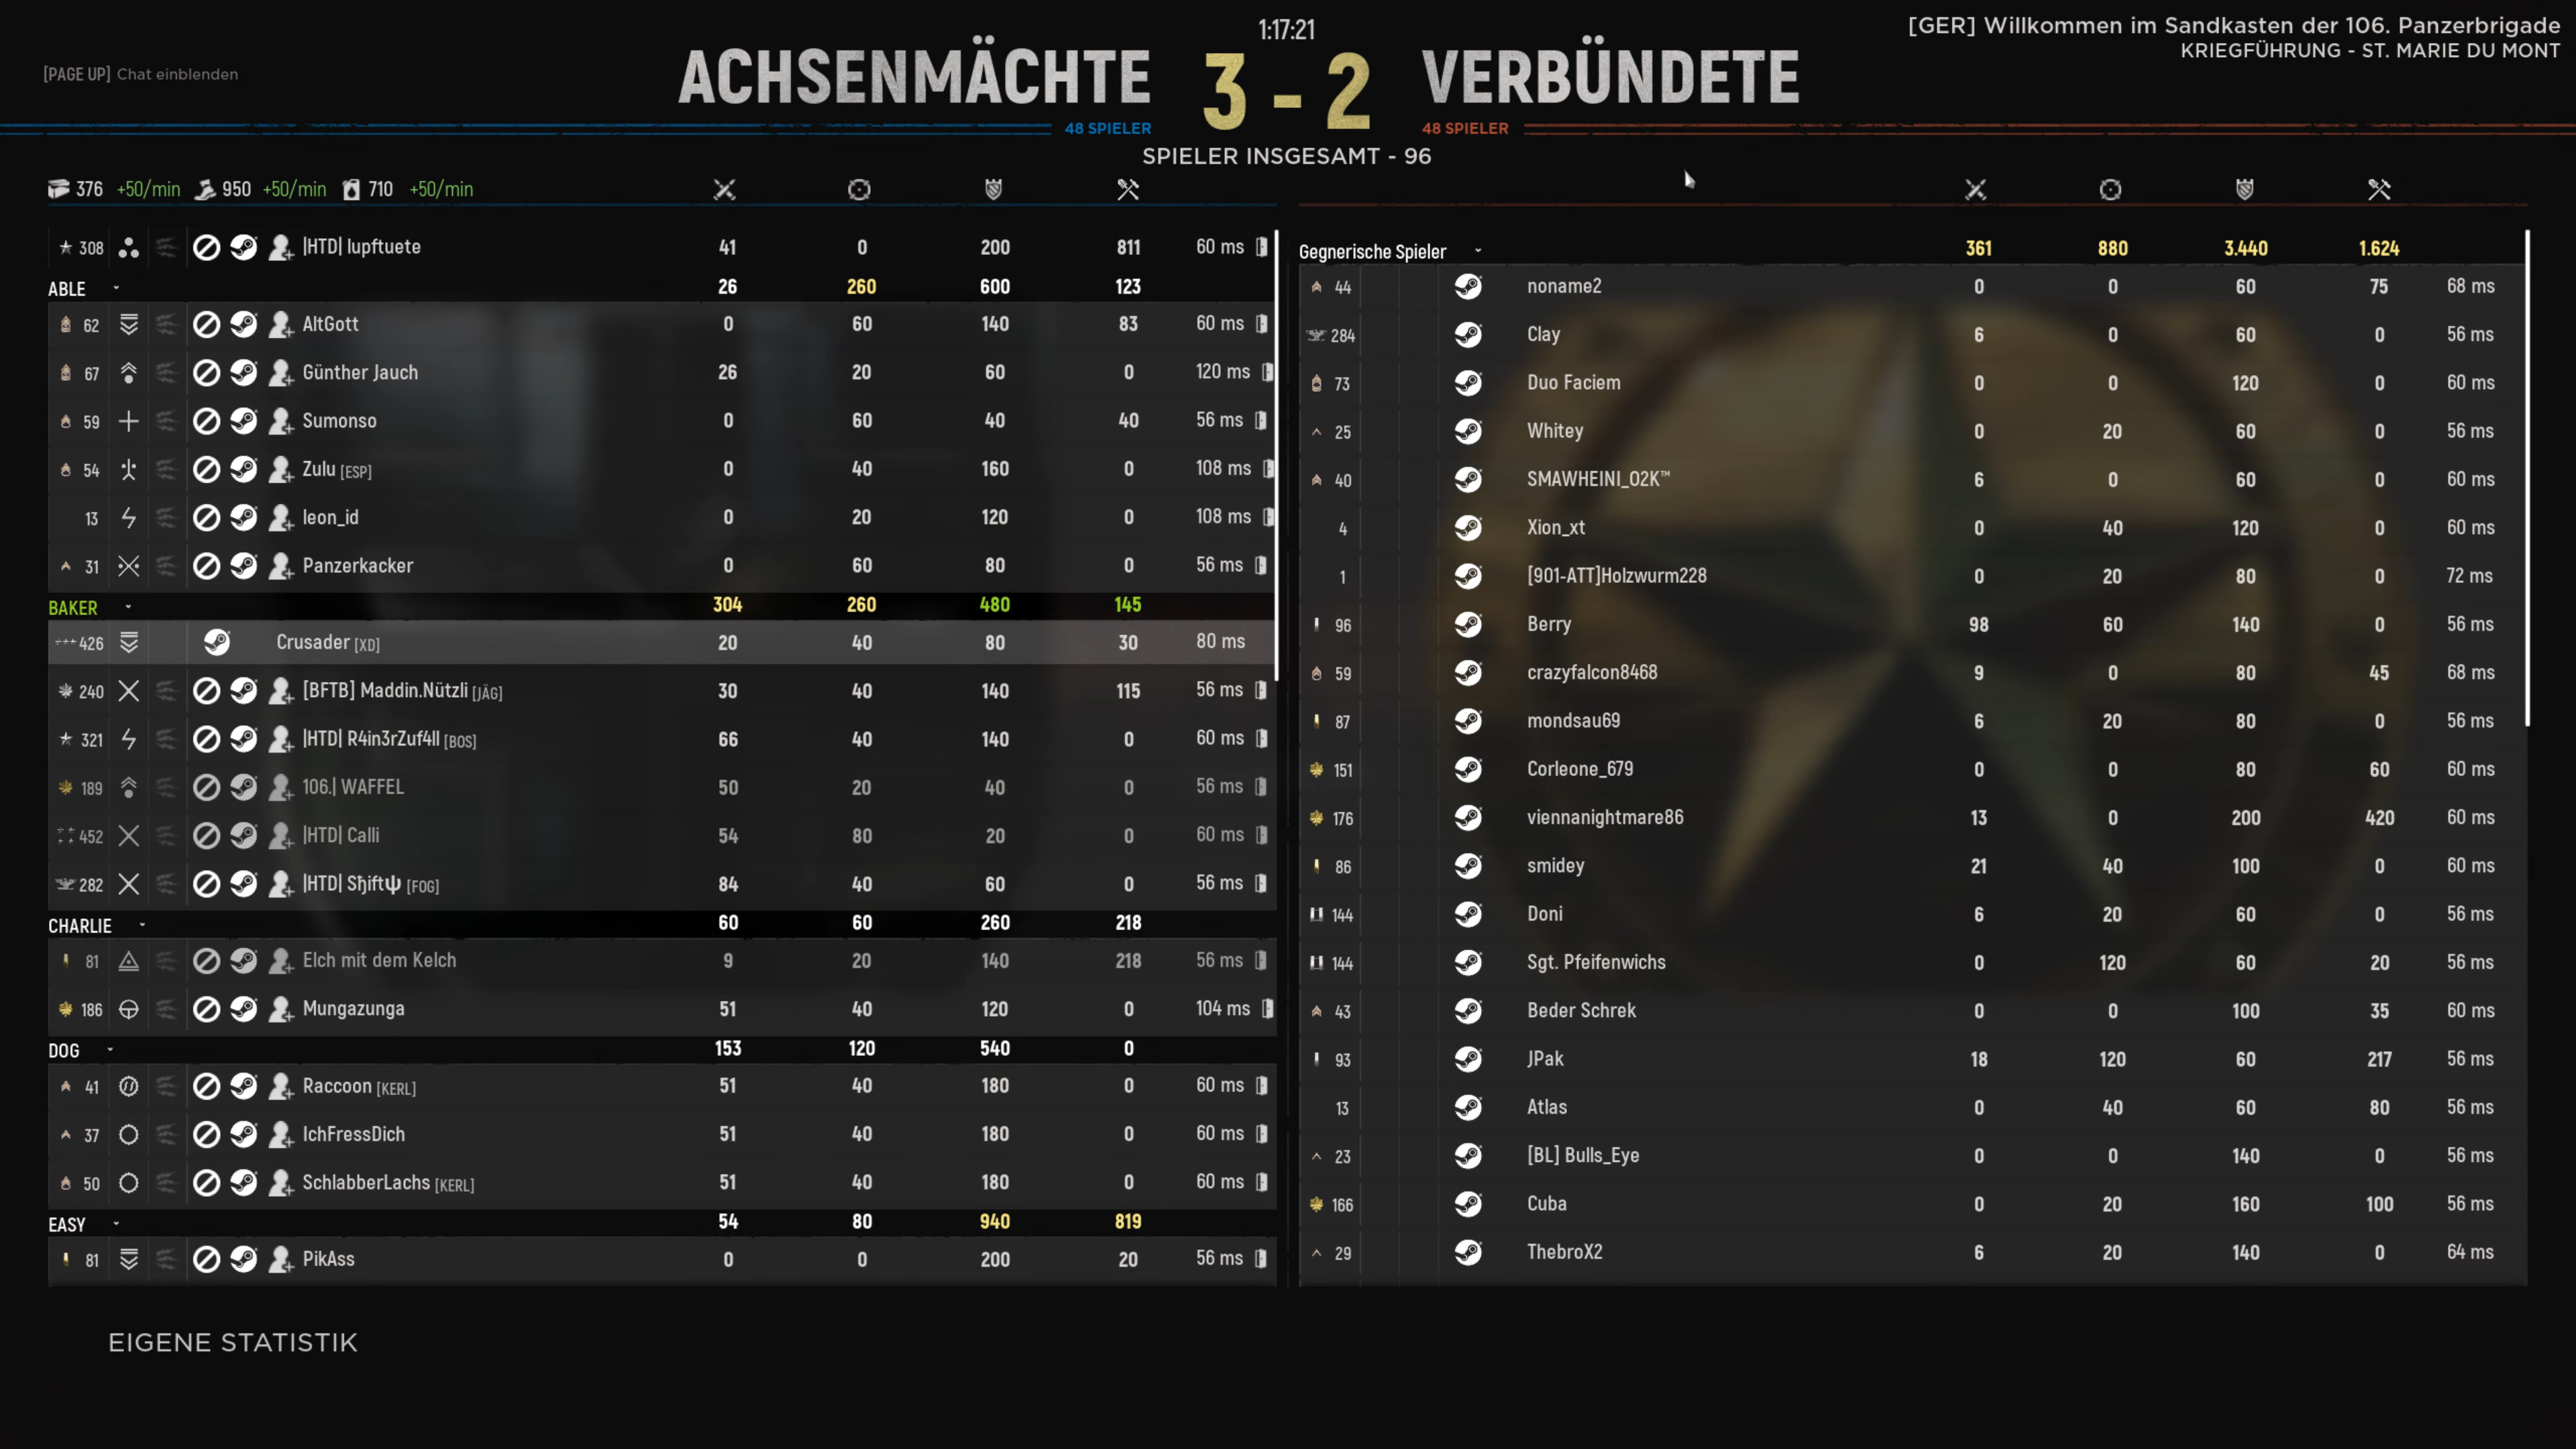 1:17:21
[GER] Willkommen im Sandkasten der 106. Panzerbrigade
KRIEGFÜHRUNG - ST. MARIE DU MONT
[PAGE UP] Chat einblenden
ACHSENMÄCHTE 3 - 2 VERBÜNDETE
48 SPIELER 48 SPIELER
SPIELER INSGESAMT - 96
376 +50/min 950 +50/min 710 +50/min
308 |HTD| lupftuete 41 0 200 811 60 ms
ABLE 26 260 600 123
62 AltGott 0 60 140 83 60 ms
67 Günther Jauch 26 20 60 0 120 ms
59 Sumonso 0 60 40 40 56 ms
54 Zulu [ESP] 0 40 160 0 108 ms
13 leon_id 0 20 120 0 108 ms
31 Panzerkacker 0 60 80 0 56 ms
BAKER 304 260 480 145
426 Crusader [XD] 20 40 80 30 80 ms
240 [BFTB] Maddin.Nützli [JÄG] 30 40 140 115 56 ms
321 |HTD| R4in3rZuf4ll [BOS] 66 40 140 0 60 ms
189 106.| WAFFEL 50 20 40 0 56 ms
452 |HTD| Calli 54 80 20 0 60 ms
282 |HTD| Sђiftψ [FOG] 84 40 60 0 56 ms
CHARLIE 60 60 260 218
81 Elch mit dem Kelch 9 20 140 218 56 ms
186 Mungazunga 51 40 120 0 104 ms
DOG 153 120 540 0
41 Raccoon [KERL] 51 40 180 0 60 ms
37 IchFressDich 51 40 180 0 60 ms
50 SchlabberLachs [KERL] 51 40 180 0 60 ms
EASY 54 80 940 819
81 PikAss 0 0 200 20 56 ms
Gegnerische Spieler 361 880 3.440 1.624
44 noname2 0 0 60 75 68 ms
284 Clay 6 0 60 0 56 ms
73 Duo Faciem 0 0 120 0 60 ms
25 Whitey 0 20 60 0 56 ms
40 SMAWHEINI_O2K™ 6 0 60 0 60 ms
4 Xion_xt 0 40 120 0 60 ms
1 [901-ATT]Holzwurm228 0 20 80 0 72 ms
96 Berry 98 60 140 0 56 ms
59 crazyfalcon8468 9 0 80 45 68 ms
87 mondsau69 6 20 80 0 56 ms
151 Corleone_679 0 0 80 60 60 ms
176 viennanightmare86 13 0 200 420 60 ms
86 smidey 21 40 100 0 60 ms
144 Doni 6 20 60 0 56 ms
144 Sgt. Pfeifenwichs 0 120 60 20 56 ms
43 Beder Schrek 0 0 100 35 60 ms
93 JPak 18 120 60 217 56 ms
13 Atlas 0 40 60 80 56 ms
23 [BL] Bulls_Eye 0 0 140 0 56 ms
166 Cuba 0 20 160 100 56 ms
29 ThebroX2 6 20 140 0 64 ms
EIGENE STATISTIK